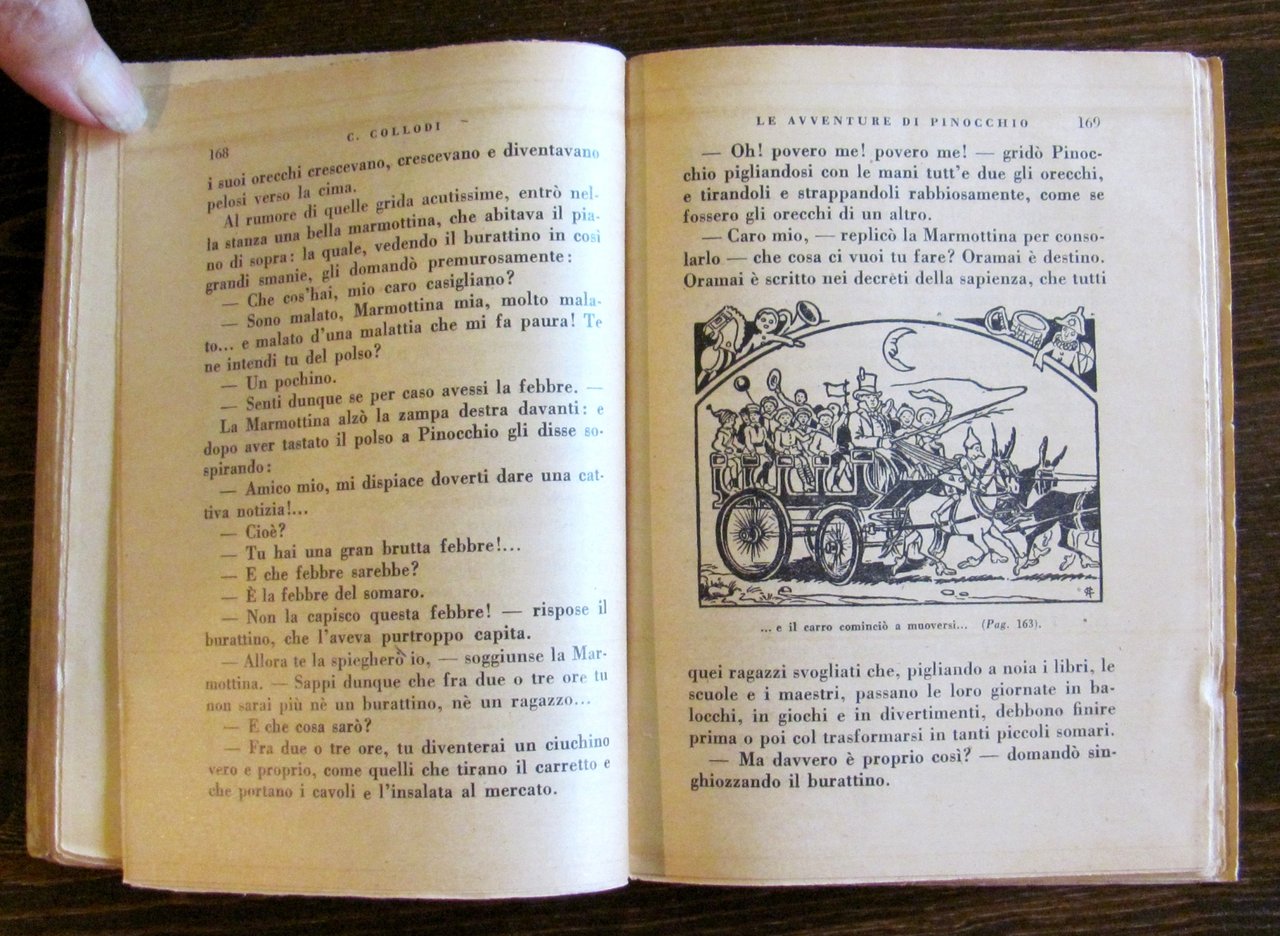 C. COLLODI
168
i suoi orecchi crescevano, crescevano e diventavano
pelosi verso la cima.
Al rumore di quelle grida acutissime, entrò nel-
la stanza una bella marmottina, che abitava il pia-
no di sopra: la quale, vedendo il burattino in così
grandi smanie, gli domandò premurosamente:
— Che cos'hai, mio caro casigliano?
— Sono malato, Marmottina mia, molto mala-
to... e malato d'una malattia che mi fa paura! Te
ne intendi tu del polso?
— Un pochino.
— Senti dunque se per caso avessi la febbre. —
La Marmottina alzò la zampa destra davanti: e
dopo aver tastato il polso a Pinocchio gli disse so-
spirando:
— Amico mio, mi dispiace doverti dare una cat-
tiva notizia!...
— Cioè?
— Tu hai una gran brutta febbre!...
— E che febbre sarebbe?
— È la febbre del somaro.
— Non la capisco questa febbre! — rispose il
burattino, che l'aveva purtroppo capita.
— Allora te la spiegherò io, — soggiunse la Mar-
mottina. — Sappi dunque che fra due o tre ore tu
non sarai più nè un burattino, nè un ragazzo...
— E che cosa sarò?
— Fra due o tre ore, tu diventerai un ciuchino
vero e proprio, come quelli che tirano il carretto e
che portano i cavoli e l'insalata al mercato.
LE AVVENTURE DI PINOCCHIO 169
— Oh! povero me! povero me! — gridò Pinoc-
chio pigliandosi con le mani tutt'e due gli orecchi,
e tirandoli e strappandoli rabbiosamente, come se
fossero gli orecchi di un altro.
— Caro mio, — replicò la Marmottina per conso-
larlo — che cosa ci vuoi tu fare? Oramai è destino.
Oramai è scritto nei decreti della sapienza, che tutti
... e il carro cominciò a muoversi... (Pag. 163).
quei ragazzi svogliati che, pigliando a noia i libri, le
scuole e i maestri, passano le loro giornate in ba-
locchi, in giochi e in divertimenti, debbono finire
prima o poi col trasformarsi in tanti piccoli somari.
— Ma davvero è proprio così? — domandò sin-
ghiozzando il burattino.